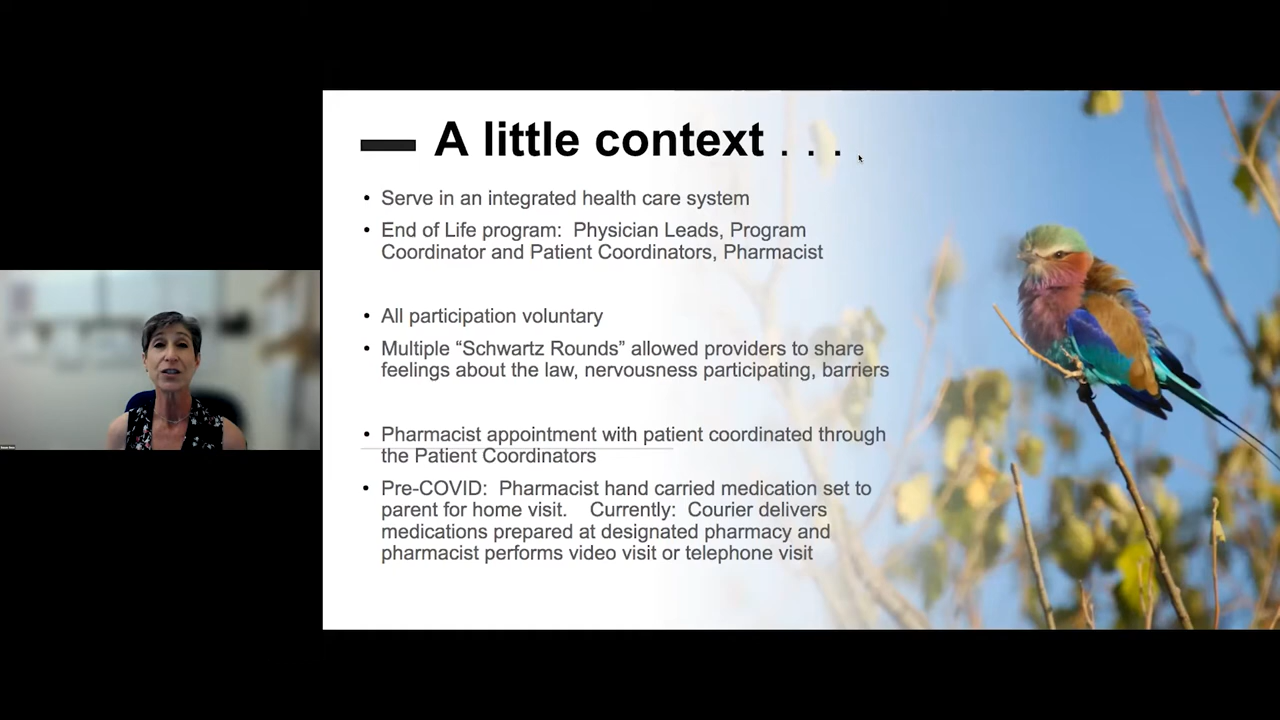 A little context . . .
• Serve in an integrated health care system
• End of Life program:  Physician Leads, Program
Coordinator and Patient Coordinators, Pharmacist
• All participation voluntary
• Multiple “Schwartz Rounds” allowed providers to share
feelings about the law, nervousness participating, barriers
• Pharmacist appointment with patient coordinated through
the Patient Coordinators
• Pre-COVID:  Pharmacist hand carried medication set to
parent for home visit.    Currently:  Courier delivers
medications prepared at designated pharmacy and
pharmacist performs video visit or telephone visit